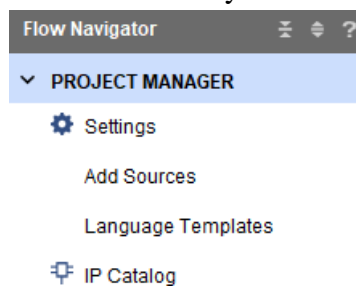 Flow Navigator ?
PROJECT MANAGER
Settings
Add Sources
Language Templates
IP Catalog